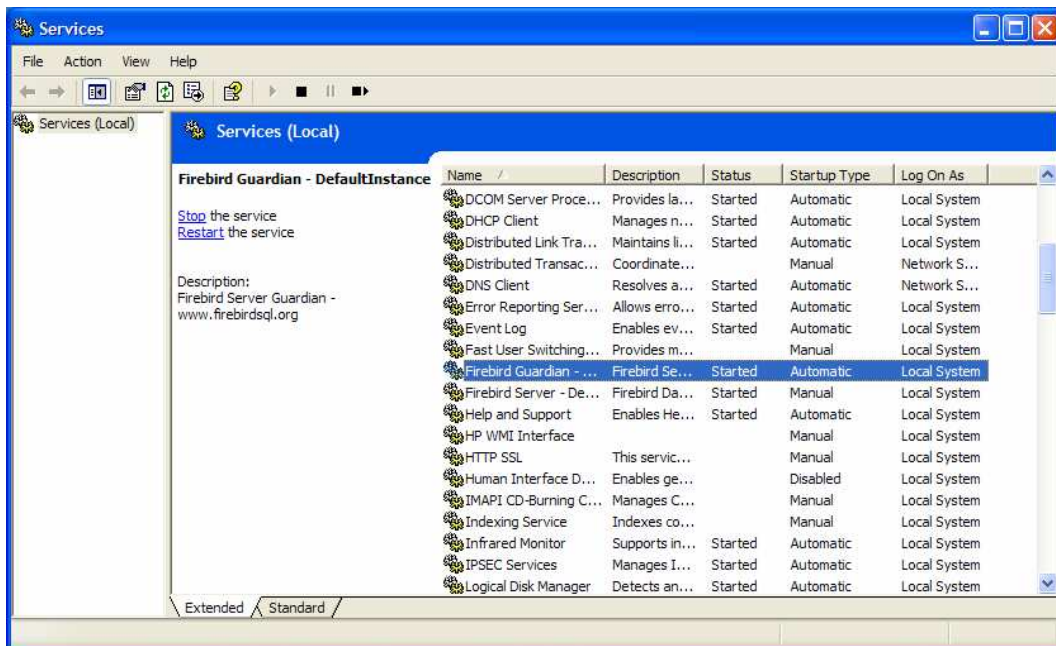 Services
File Action View Help
Services (Local)
Services (Local)
Firebird Guardian - DefaultInstance
Stop the service
Restart the service
Description:
Firebird Server Guardian -
www.firebirdsql.org
Name Description Status Startup Type Log On As
DCOM Server Proce... Provides la... Started Automatic Local System
DHCP Client Manages n... Started Automatic Local System
Distributed Link Tra... Maintains li... Started Automatic Local System
Distributed Transac... Coordinate... Manual Network S...
DNS Client Resolves a... Started Automatic Network S...
Error Reporting Ser... Allows erro... Started Automatic Local System
Event Log Enables ev... Started Automatic Local System
Fast User Switching... Provides m... Manual Local System
Firebird Guardian - ... Firebird Se... Started Automatic Local System
Firebird Server - De... Firebird Da... Started Manual Local System
Help and Support Enables He... Started Automatic Local System
HP WMI Interface Manual Local System
HTTP SSL This servic... Manual Local System
Human Interface D... Enables ge... Disabled Local System
IMAPI CD-Burning C... Manages C... Manual Local System
Indexing Service Indexes co... Manual Local System
Infrared Monitor Supports in... Started Automatic Local System
IPSEC Services Manages I... Started Automatic Local System
Logical Disk Manager Detects an... Started Automatic Local System
Extended Standard